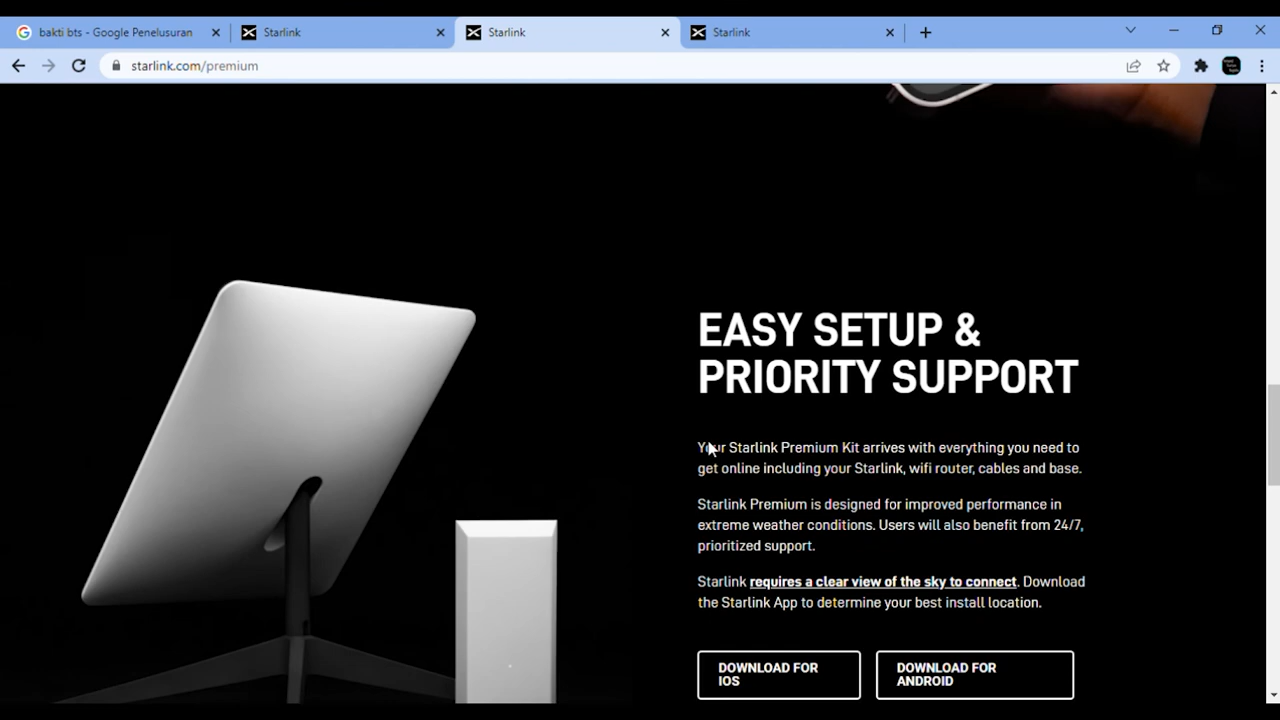 bakti bts - Google Penelusuran
Starlink
Starlink
Starlink
starlink.com/premium
EASY SETUP &
PRIORITY SUPPORT
Your Starlink Premium Kit arrives with everything you need to
get online including your Starlink, wifi router, cables and base.
Starlink Premium is designed for improved performance in
extreme weather conditions. Users will also benefit from 24/7,
prioritized support.
Starlink requires a clear view of the sky to connect. Download
the Starlink App to determine your best install location.
DOWNLOAD FOR
IOS
DOWNLOAD FOR
ANDROID